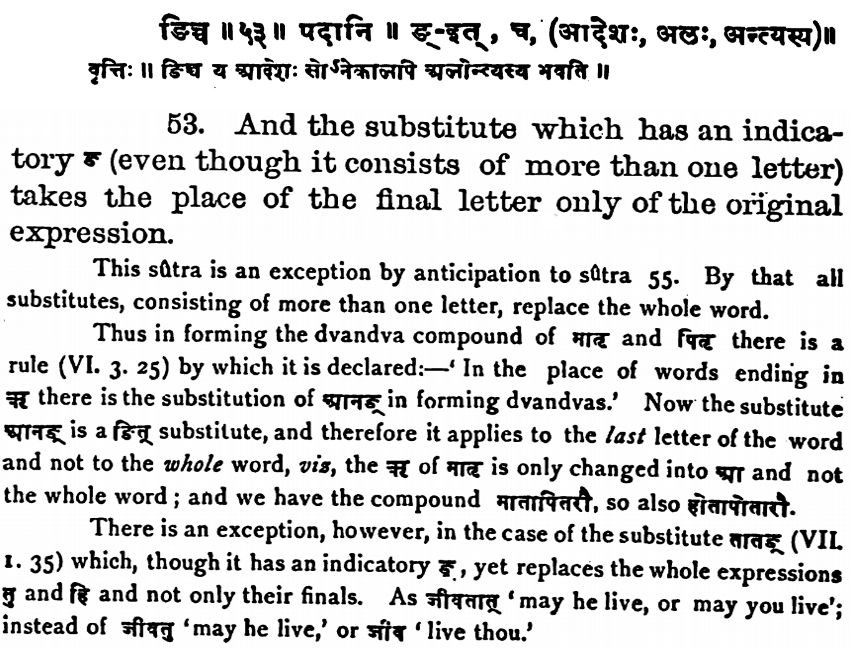 ङिच्च ॥ ५३ ॥ पदानि ॥ ङ्-इत्, च, (आदेशः, अलः, अन्त्यस्य)॥
वृत्तिः ॥ ङिच्च य आदेशः सोऽनेकालपि अलोन्त्यस्य भवति ॥
53. And the substitute which has an indica-
tory ङ (even though it consists of more than one letter)
takes the place of the final letter only of the original
expression.
This sûtra is an exception by anticipation to sûtra 55. By that all
substitutes, consisting of more than one letter, replace the whole word.
Thus in forming the dvandva compound of मातृ and पितृ there is a
rule (VI. 3. 25) by which it is declared:—‘ In the place of words ending in
ऋ there is the substitution of आनङ् in forming dvandvas.’ Now the substitute
आनङ् is a ङित् substitute, and therefore it applies to the last letter of the word
and not to the whole word, vis, the ऋ of मातृ is only changed into आ and not
the whole word ; and we have the compound मातापितरौ, so also होतापोतारौ.
There is an exception, however, in the case of the substitute तातङ् (VII.
1. 35) which, though it has an indicatory ङ्, yet replaces the whole expressions
तु and हि and not only their finals. As जीवतात् ‘ may he live, or may you live’;
instead of जीवतु ‘may he live,’ or जीव ‘ live thou.’